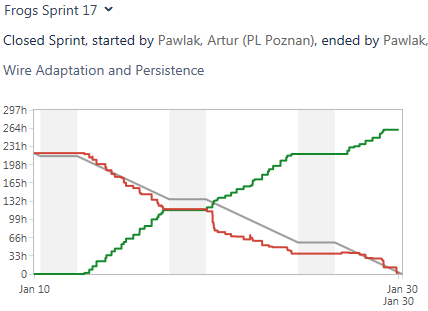 Frogs Sprint 17
Closed Sprint, started by Pawlak, Artur (PL Poznan), ended by Pawlak,
Wire Adaptation and Persistence
297h
264h
231h
198h
165h
132h
99h
66h
33h
0
Jan 10
Jan 30
Jan 30